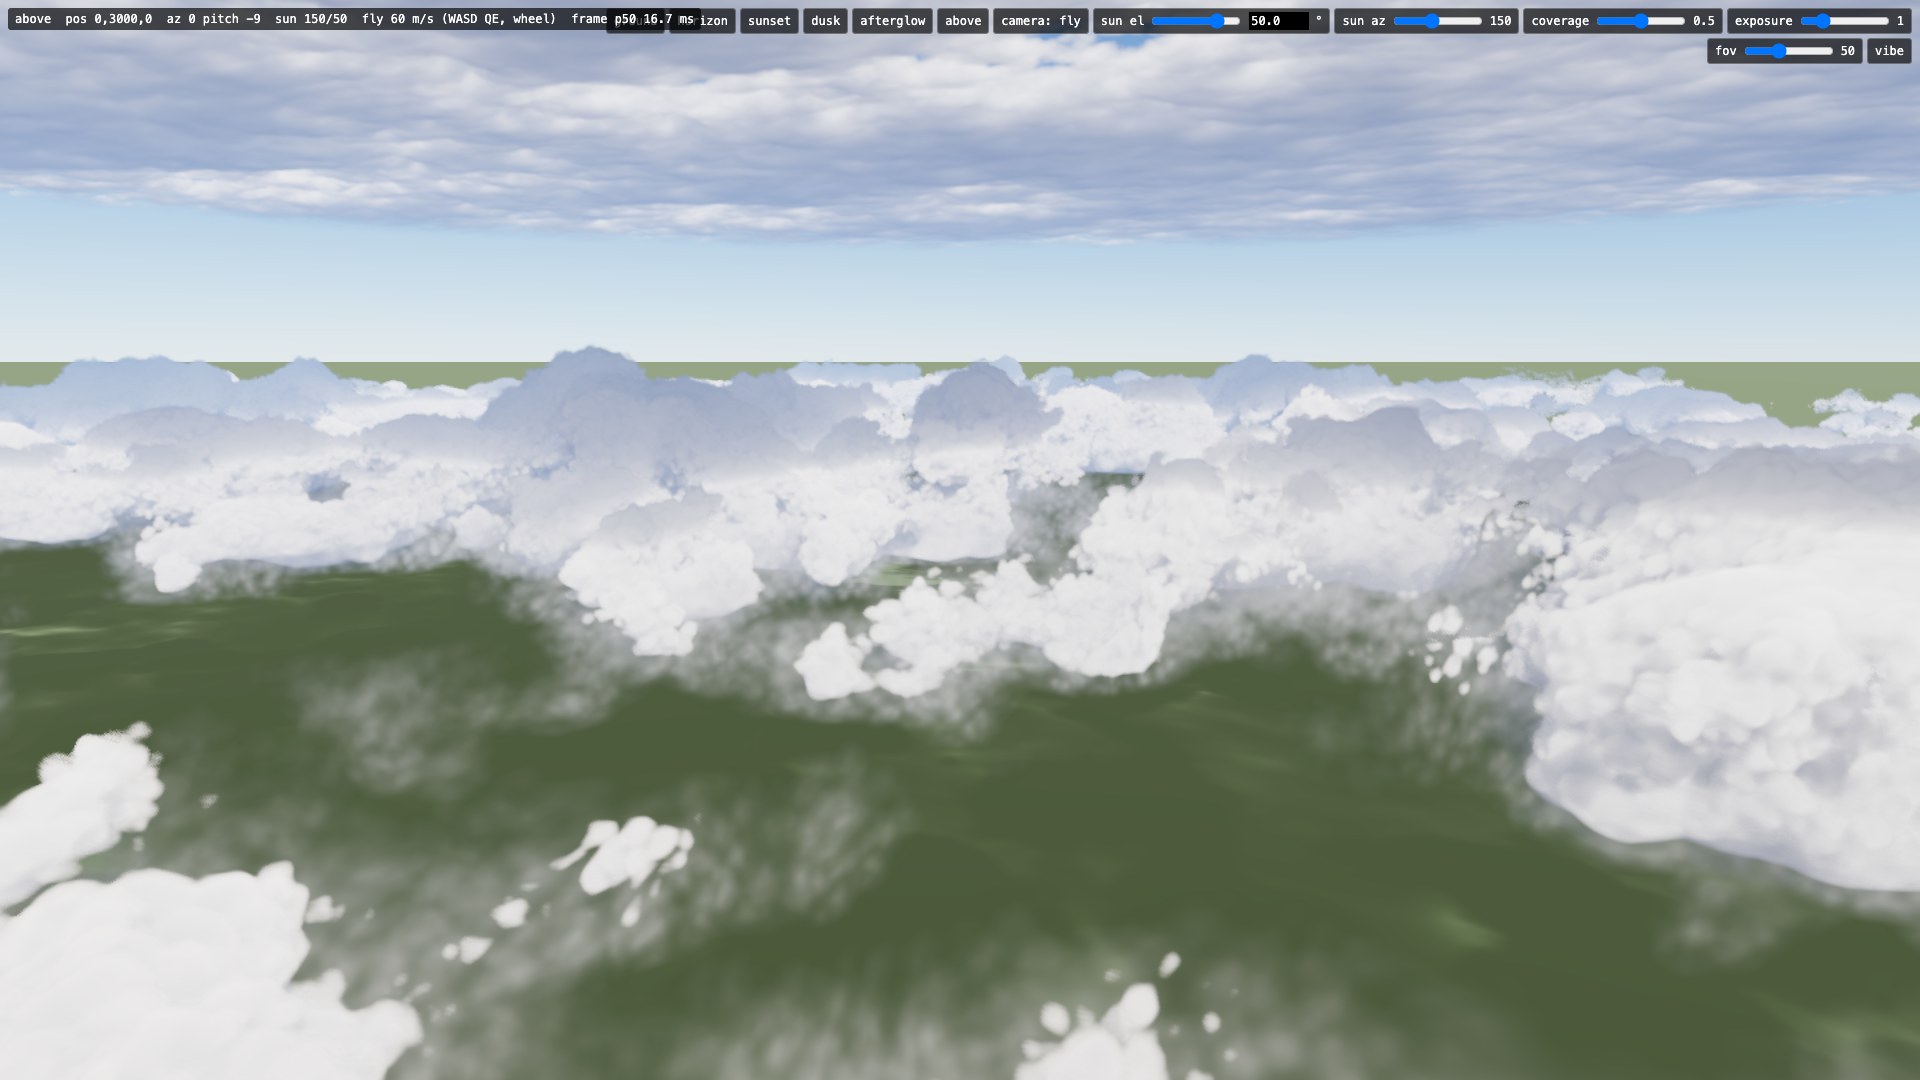 above pos 0,3000,0 az 0 pitch -9 sun 150/50 fly 60 m/s (WASD QE, wheel) frame p50 16.7 ms sunset dusk afterglow above camera: fly sun el 50.0 ° sun az 150 coverage 0.5 exposure 1
fov 50 vibe